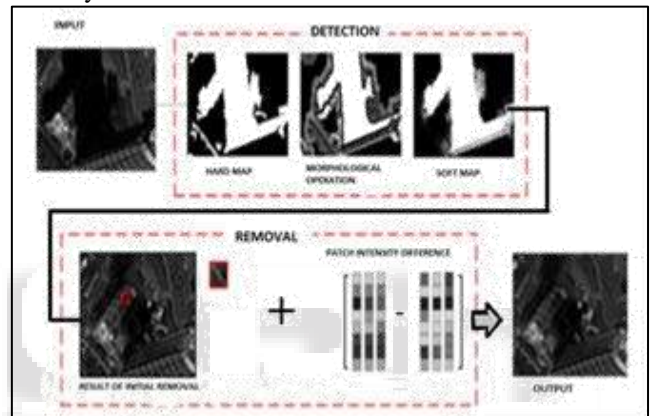 INPUT
DETECTION
HARD MAP
MORPHOLOGICAL
OPERATION
SOFT MAP
REMOVAL
PATCH INTENSITY DIFFERENCE
+
-
RESULT OF INITIAL REMOVAL
OUTPUT